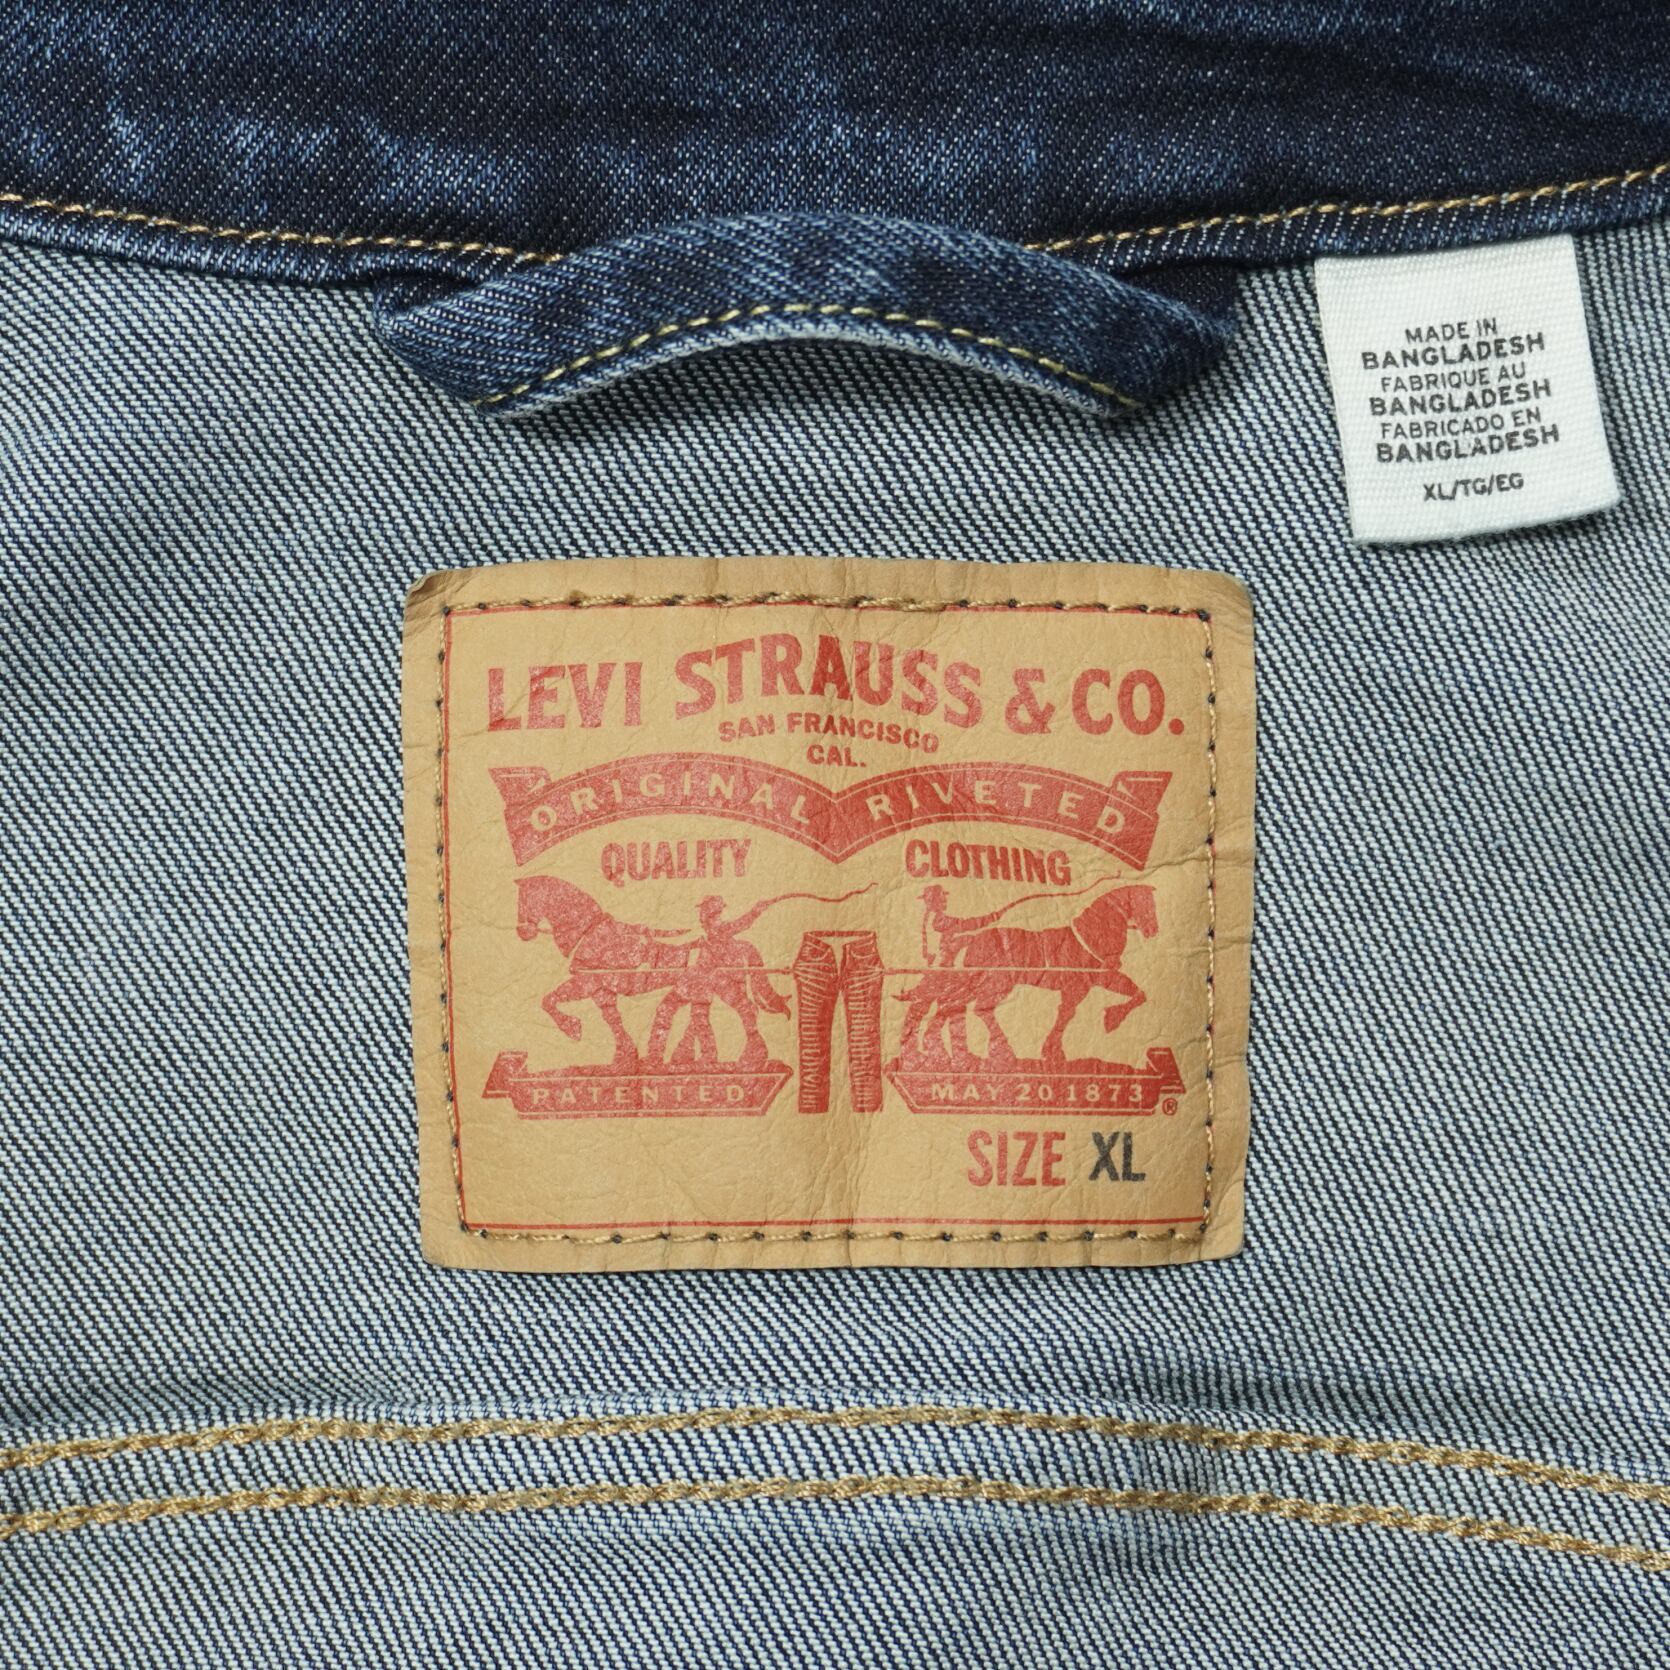 MADE IN
BANGLADESH
FABRIQUE AU
BANGLADESH
FABRICADO EN
BANGLADESH
XL/TG/EG
LEVI STRAUSS & CO.
SAN FRANCISCO
CAL.
ORIGINAL RIVETED
QUALITY CLOTHING
PATENTED MAY 20 1873 ®
SIZE XL